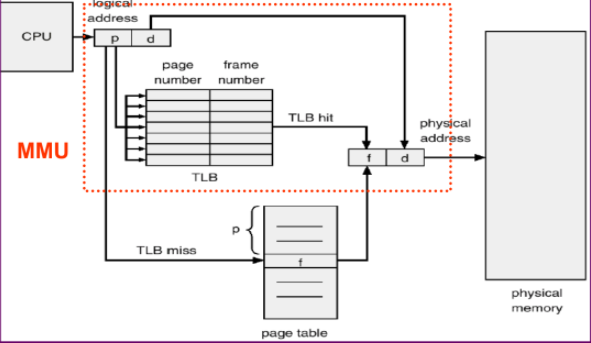 logical
address
CPU
p d
page
number
frame
number
TLB hit
physical
address
MMU
f d
TLB
p
TLB miss
f
physical
memory
page table